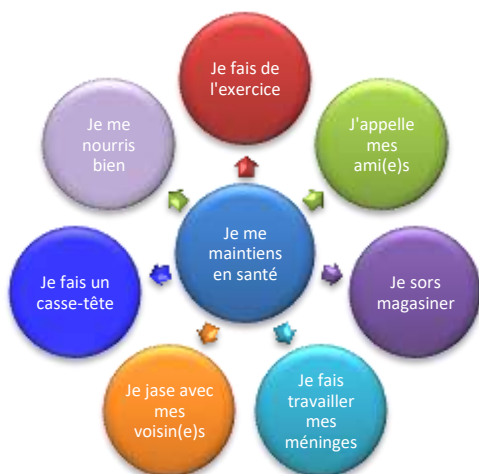 Je fais de
l'exercice
J'appelle
mes
ami(e)s
Je sors
magasiner
Je fais
travailler
mes
méninges
Je jase avec
mes
voisin(e)s
Je fais un
casse-tête
Je me
nourris
bien
Je me
maintiens
en santé